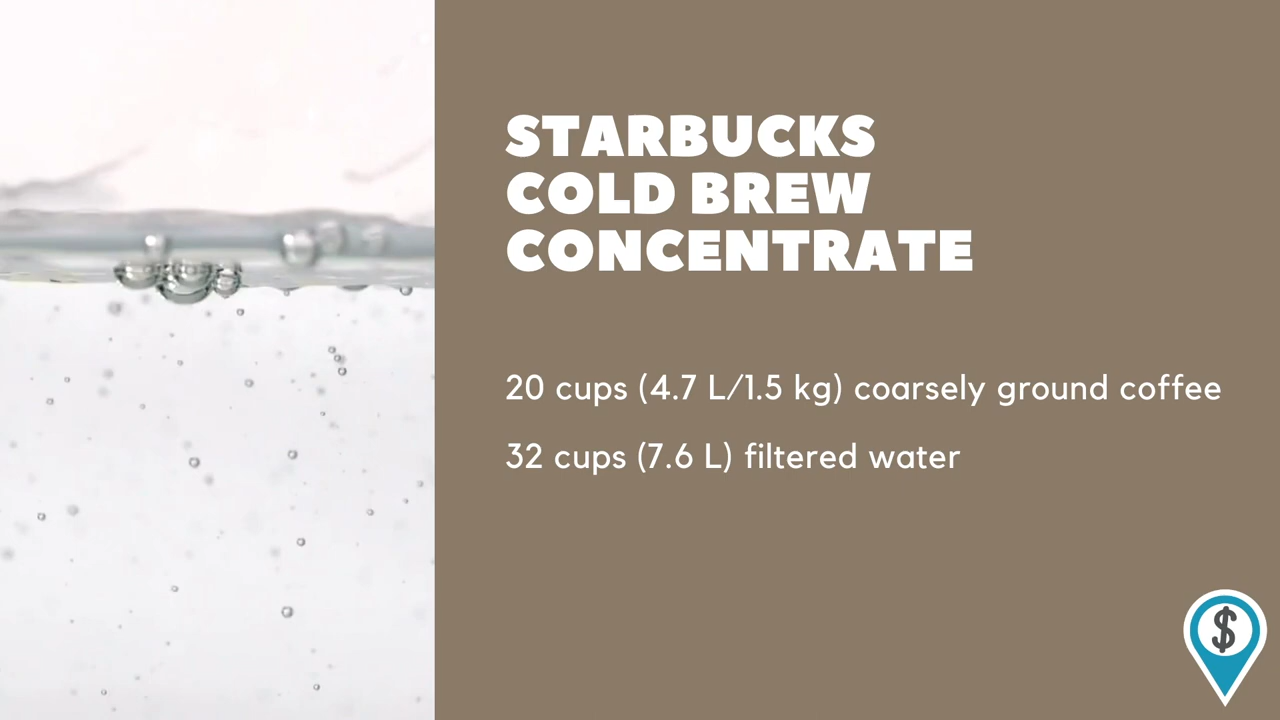 STARBUCKS
COLD BREW
CONCENTRATE
20 cups (4.7 L/1.5 kg) coarsely ground coffee
32 cups (7.6 L) filtered water
$